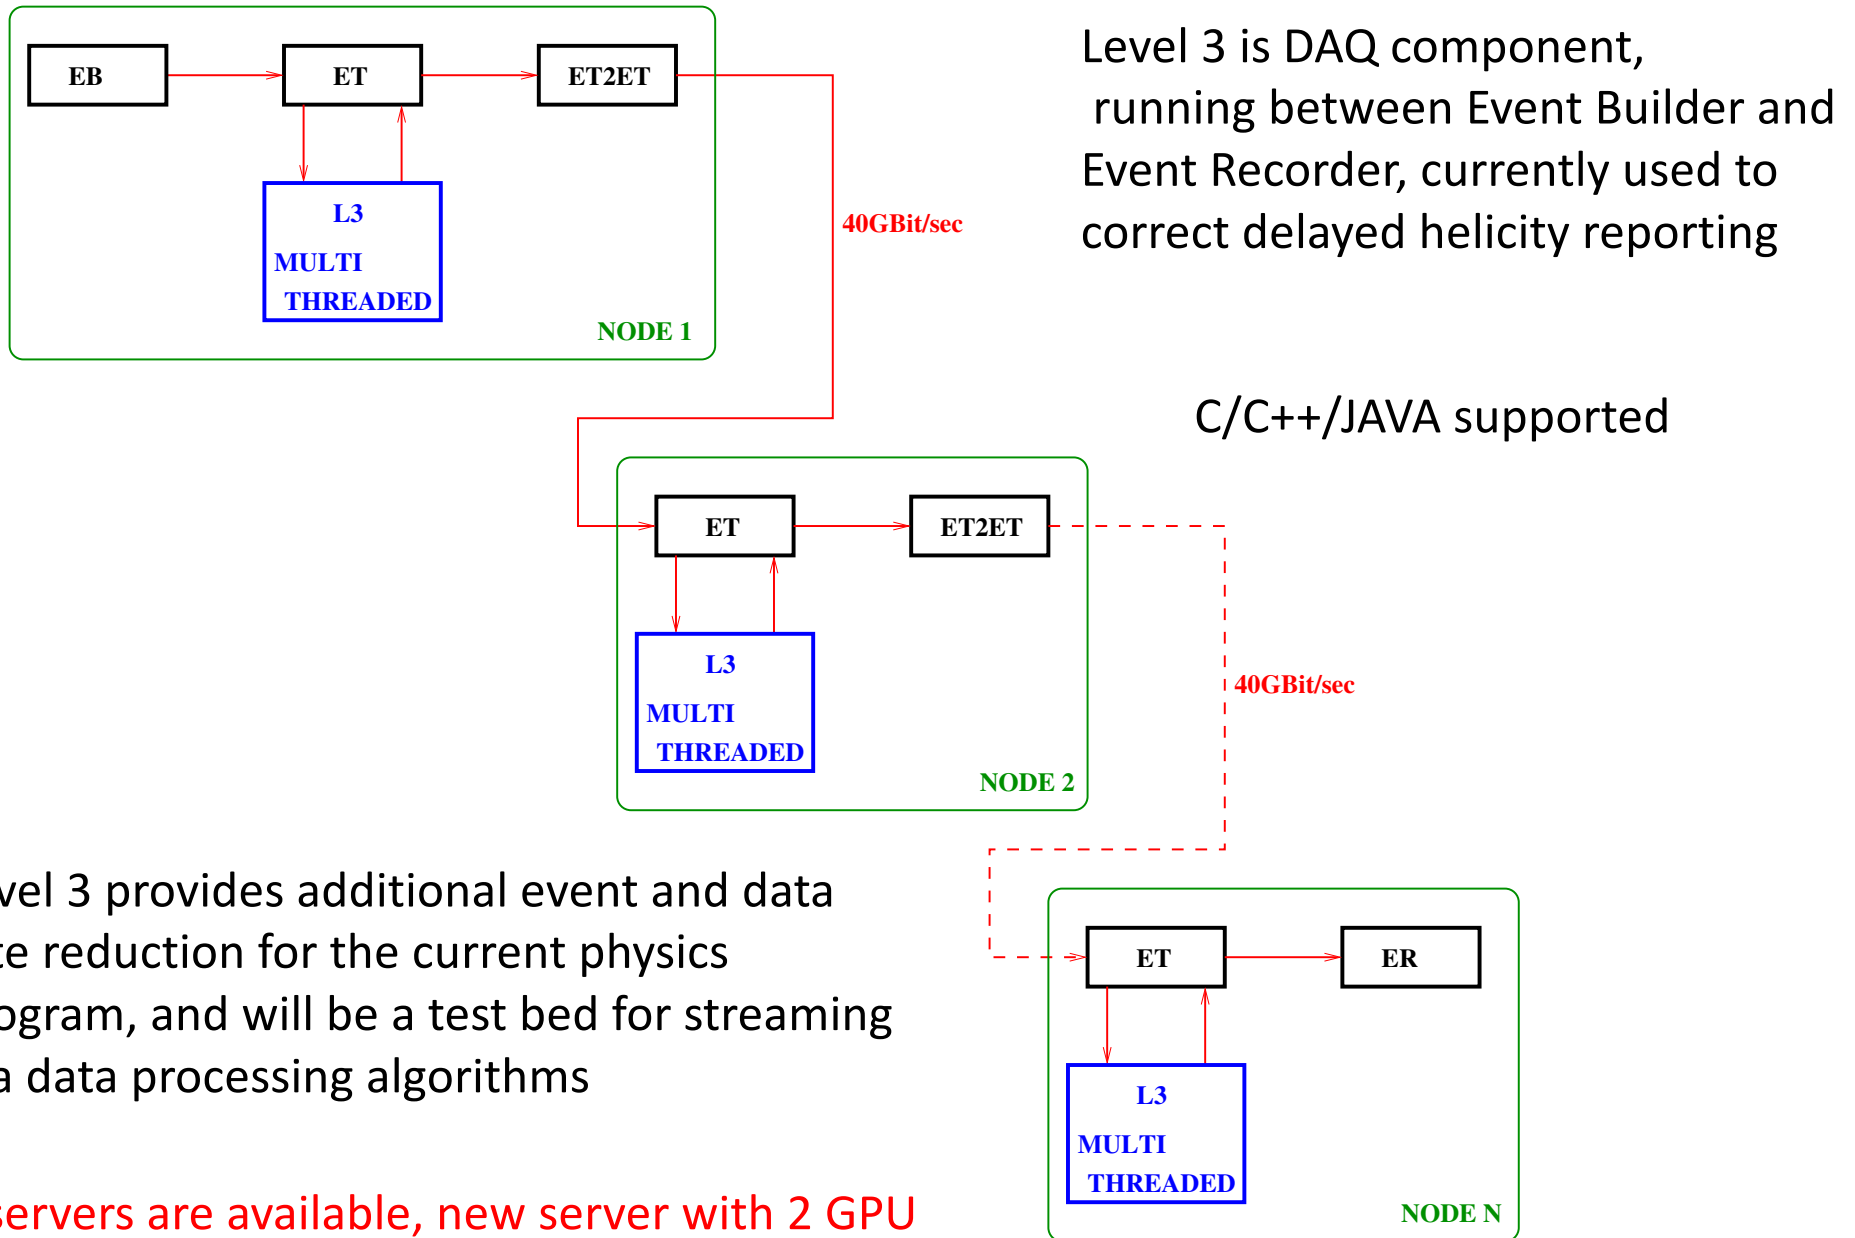 EB
ET
ET2ET
L3
MULTI
THREADED
NODE 1
40GBit/sec
Level 3 is DAQ component,
running between Event Builder and
Event Recorder, currently used to
correct delayed helicity reporting
C/C++/JAVA supported
ET
ET2ET
L3
MULTI
THREADED
NODE 2
40GBit/sec
vel 3 provides additional event and data
te reduction for the current physics
ogram, and will be a test bed for streaming
a data processing algorithms
servers are available, new server with 2 GPU
ET
ER
L3
MULTI
THREADED
NODE N